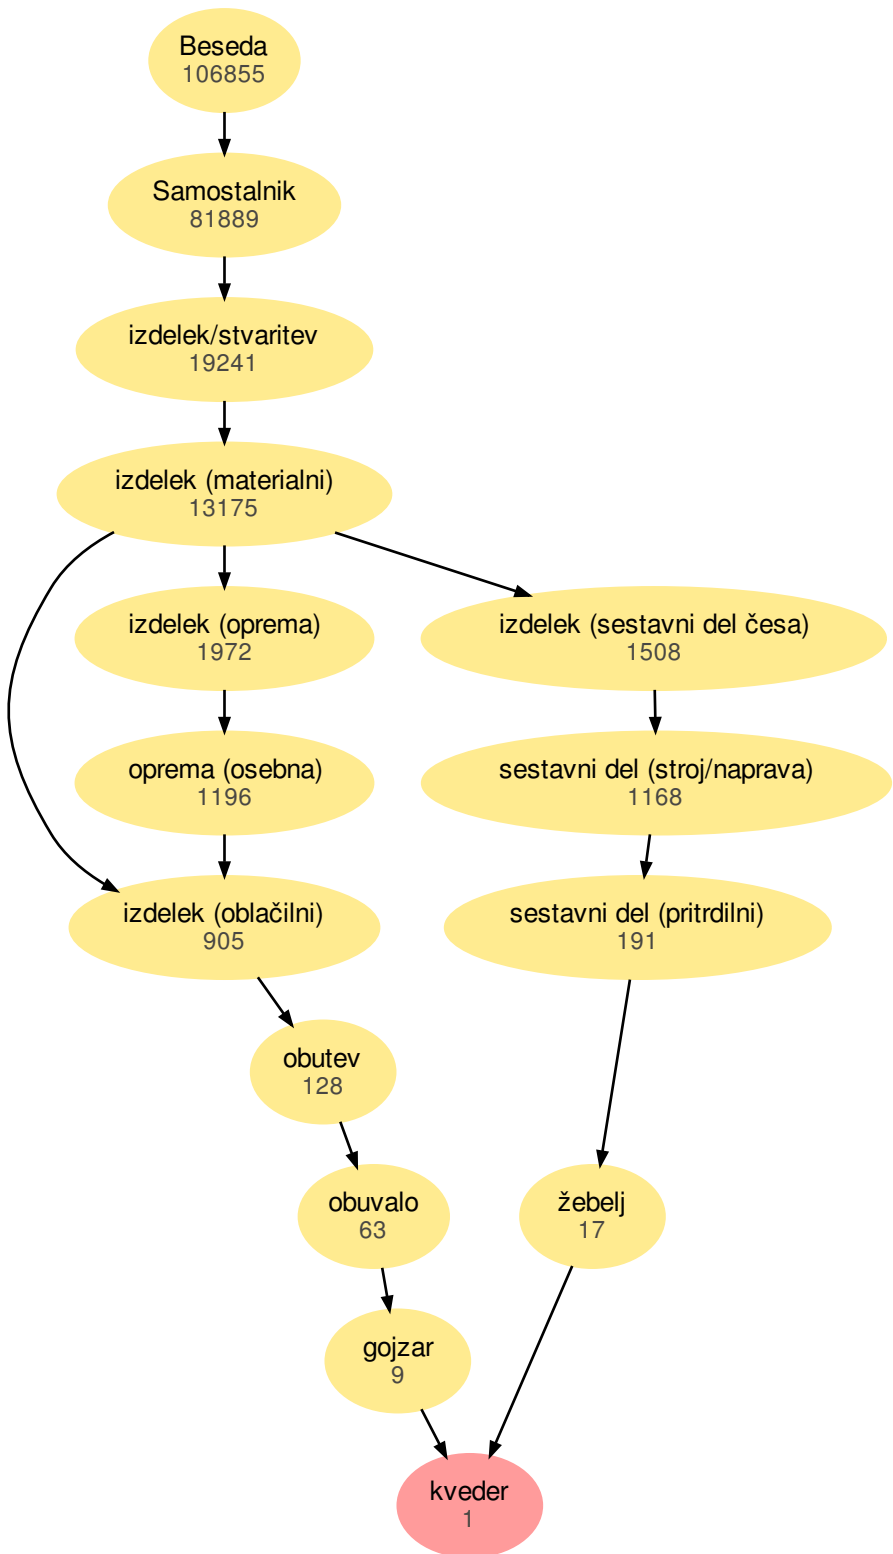 Beseda
106855
Samostalnik
81889
izdelek/stvaritev
19241
izdelek (materialni)
13175
izdelek (oprema)
1972
izdelek (sestavni del česa)
1508
oprema (osebna)
1196
sestavni del (stroj/naprava)
1168
izdelek (oblačilni)
905
sestavni del (pritrdilni)
191
obutev
128
obuvalo
63
žebelj
17
gojzar
9
kveder
1